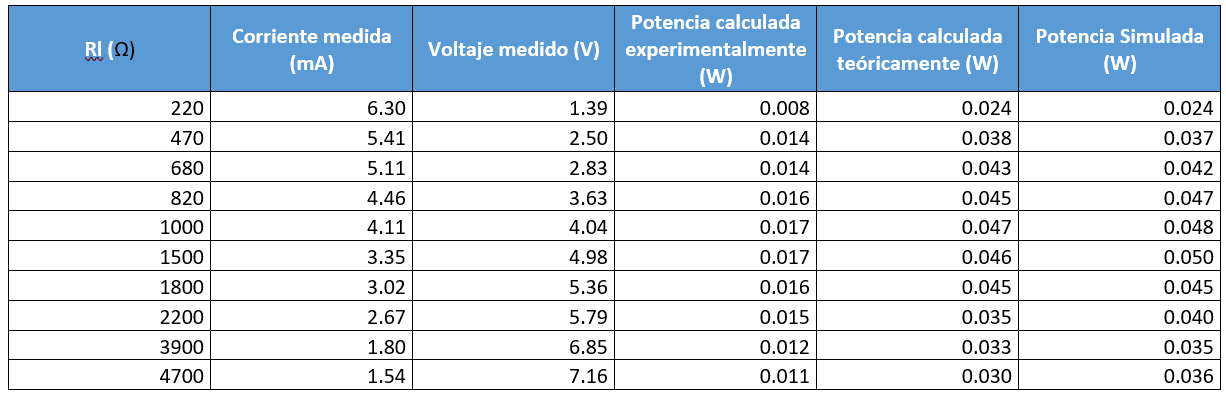 Rl (Ω) Corriente medida (mA) Voltaje medido (V) Potencia calculada experimentalmente (W) Potencia calculada teóricamente (W) Potencia Simulada (W)
220 6.30 1.39 0.008 0.024 0.024
470 5.41 2.50 0.014 0.038 0.037
680 5.11 2.83 0.014 0.043 0.042
820 4.46 3.63 0.016 0.045 0.047
1000 4.11 4.04 0.017 0.047 0.048
1500 3.35 4.98 0.017 0.046 0.050
1800 3.02 5.36 0.016 0.045 0.045
2200 2.67 5.79 0.015 0.035 0.040
3900 1.80 6.85 0.012 0.033 0.035
4700 1.54 7.16 0.011 0.030 0.036